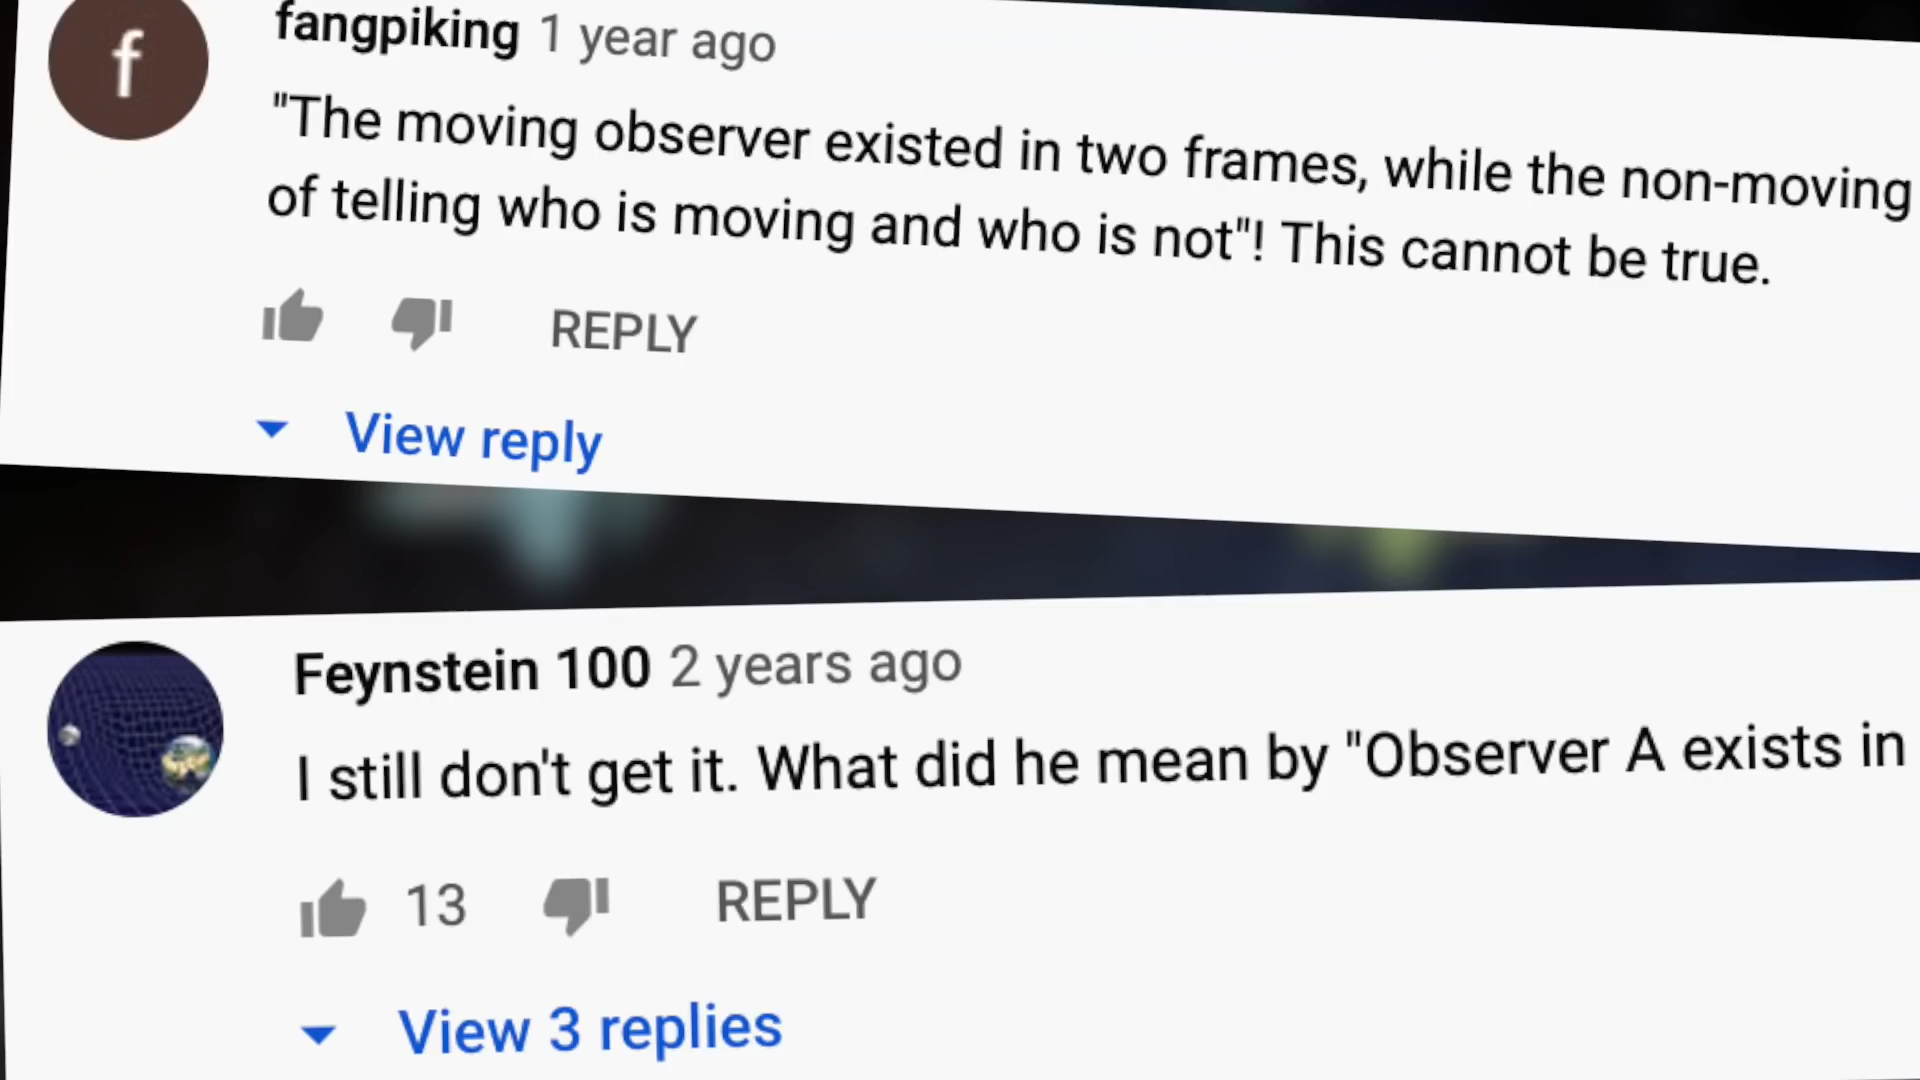 f
fangpiking 1 year ago
"The moving observer existed in two frames, while the non-moving
of telling who is moving and who is not"! This cannot be true.
REPLY
View reply
Feynstein 100 2 years ago
I still don't get it. What did he mean by "Observer A exists in
13 REPLY
View 3 replies